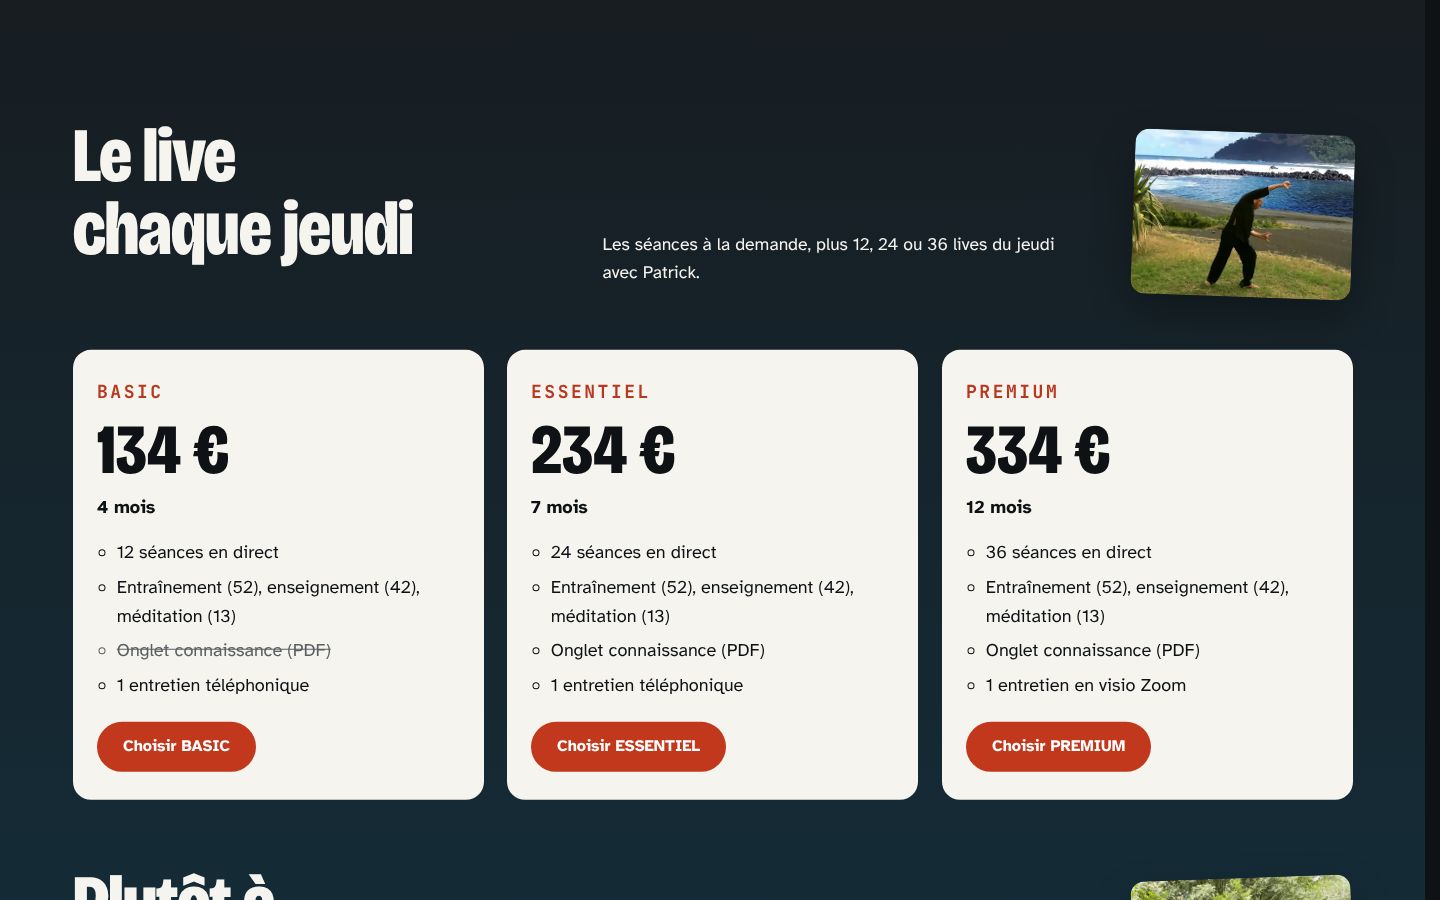 Le live
chaque jeudi
Les séances à la demande, plus 12, 24 ou 36 lives du jeudi
avec Patrick.
BASIC
134 €
4 mois
12 séances en direct
Entraînement (52), enseignement (42),
méditation (13)
Onglet connaissance (PDF)
1 entretien téléphonique
Choisir BASIC
ESSENTIEL
234 €
7 mois
24 séances en direct
Entraînement (52), enseignement (42),
méditation (13)
Onglet connaissance (PDF)
1 entretien téléphonique
Choisir ESSENTIEL
PREMIUM
334 €
12 mois
36 séances en direct
Entraînement (52), enseignement (42),
méditation (13)
Onglet connaissance (PDF)
1 entretien en visio Zoom
Choisir PREMIUM
Plutôt à